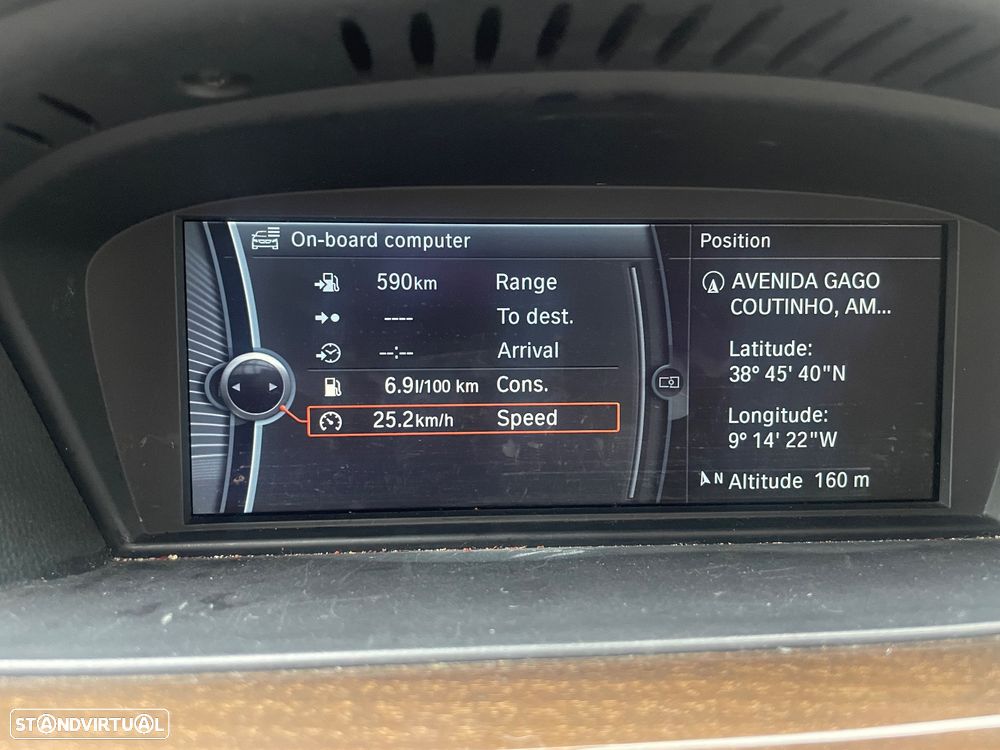 On-board computer
590km Range
---- To dest.
--:-- Arrival
6.9l/100 km Cons.
25.2km/h Speed
Position
AVENIDA GAGO
COUTINHO, AM...
Latitude:
38° 45' 40"N
Longitude:
9° 14' 22"W
N Altitude 160 m
STANDVIRTUAL